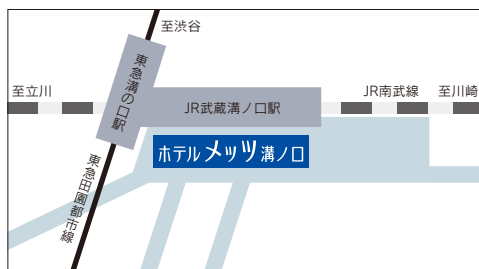 至渋谷
東急溝の口駅
至立川
JR武蔵溝ノ口駅
JR南武線
至川崎
ホテルメッツ溝ノ口
東急田園都市線